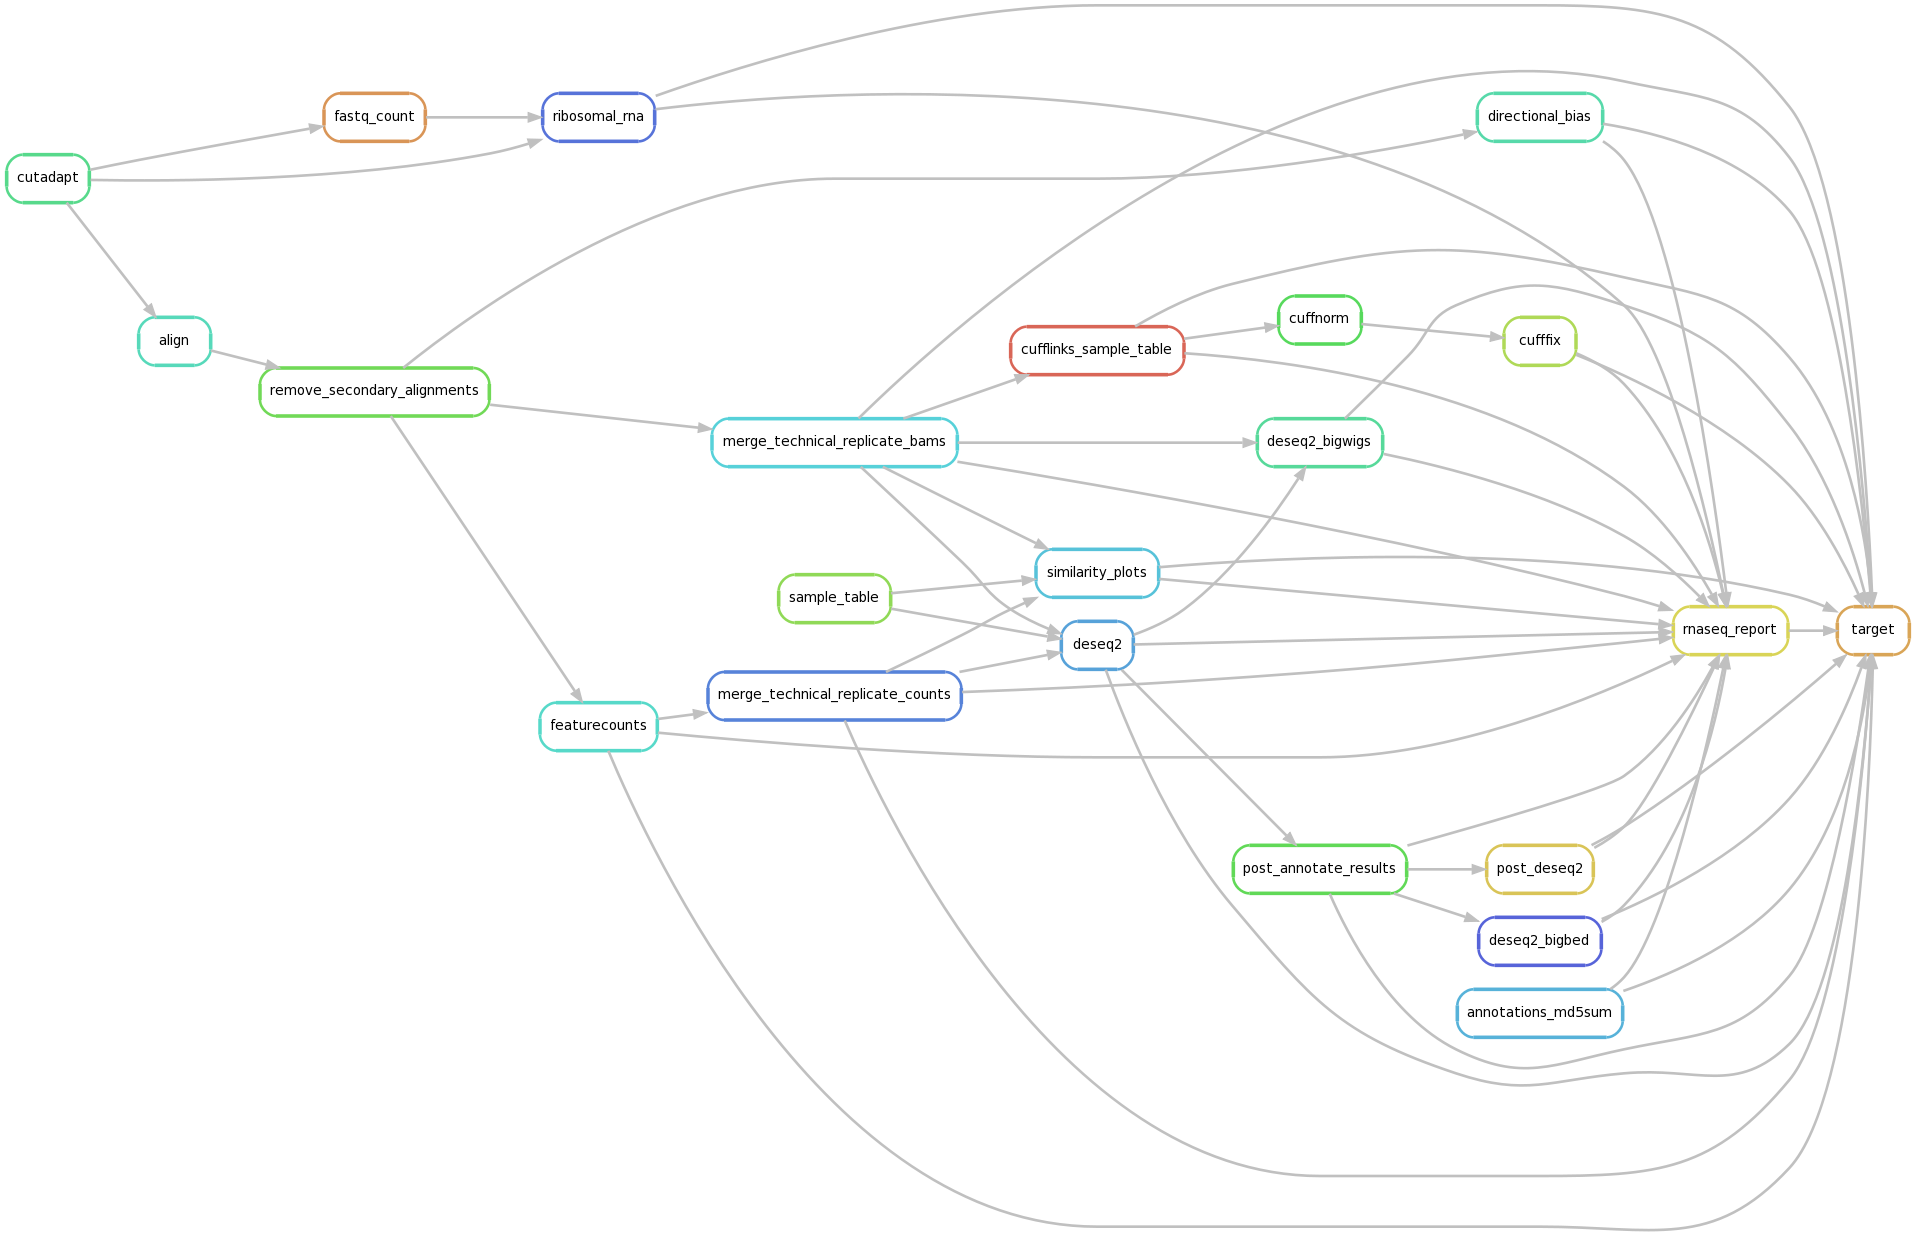 fastq_count
ribosomal_rna
directional_bias
cutadapt
cuffnorm
align
cufflinks_sample_table
cufffix
remove_secondary_alignments
merge_technical_replicate_bams
deseq2_bigwigs
similarity_plots
sample_table
deseq2
rnaseq_report
target
merge_technical_replicate_counts
featurecounts
post_annotate_results
post_deseq2
deseq2_bigbed
annotations_md5sum